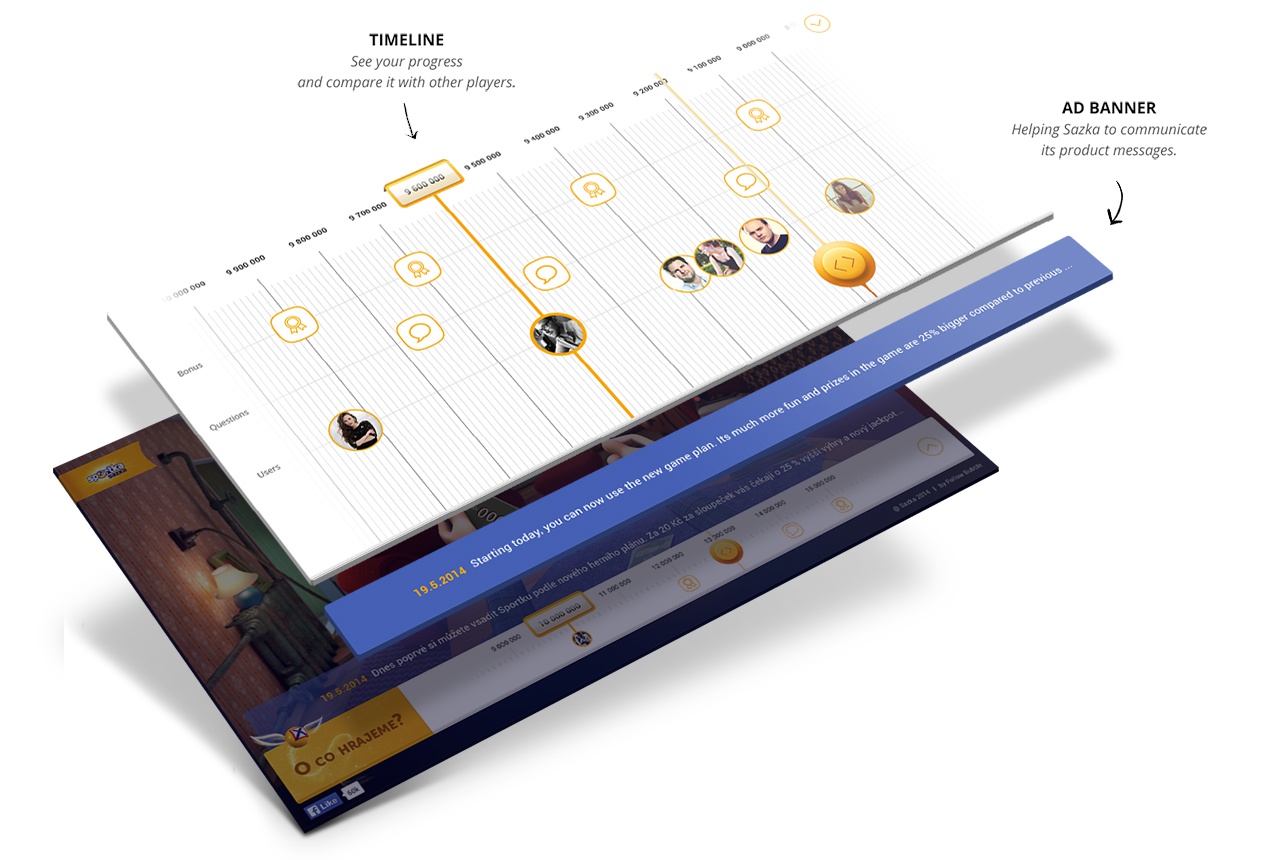 TIMELINE
See your progress
and compare it with other players.
AD BANNER
Helping Sazka to communicate
its product messages.
9 000 000
9 100 000
9 200 000
9 300 000
9 400 000
9 500 000
9 600 000
9 700 000
9 800 000
9 900 000
10 000 000
Bonus
Questions
Users
19.5.2014 Starting today, you can now use the new game plan. Its much more fun and prizes in the game are 25% bigger compared to previous ...
sportka
19.5.2014 Dnes poprvé si můžete vsadit Sportku podle nového herního plánu. Za 20 Kč za sloupeček vás čekají o 25 % vyšší výhry a nový jackpot...
9 600 000
10 000 000
11 000 000
12 000 000
13 000 000
14 000 000
15 000 000
O CO HRAJEME?
Like
60k
© Sazka 2014 | by Follow Bubble